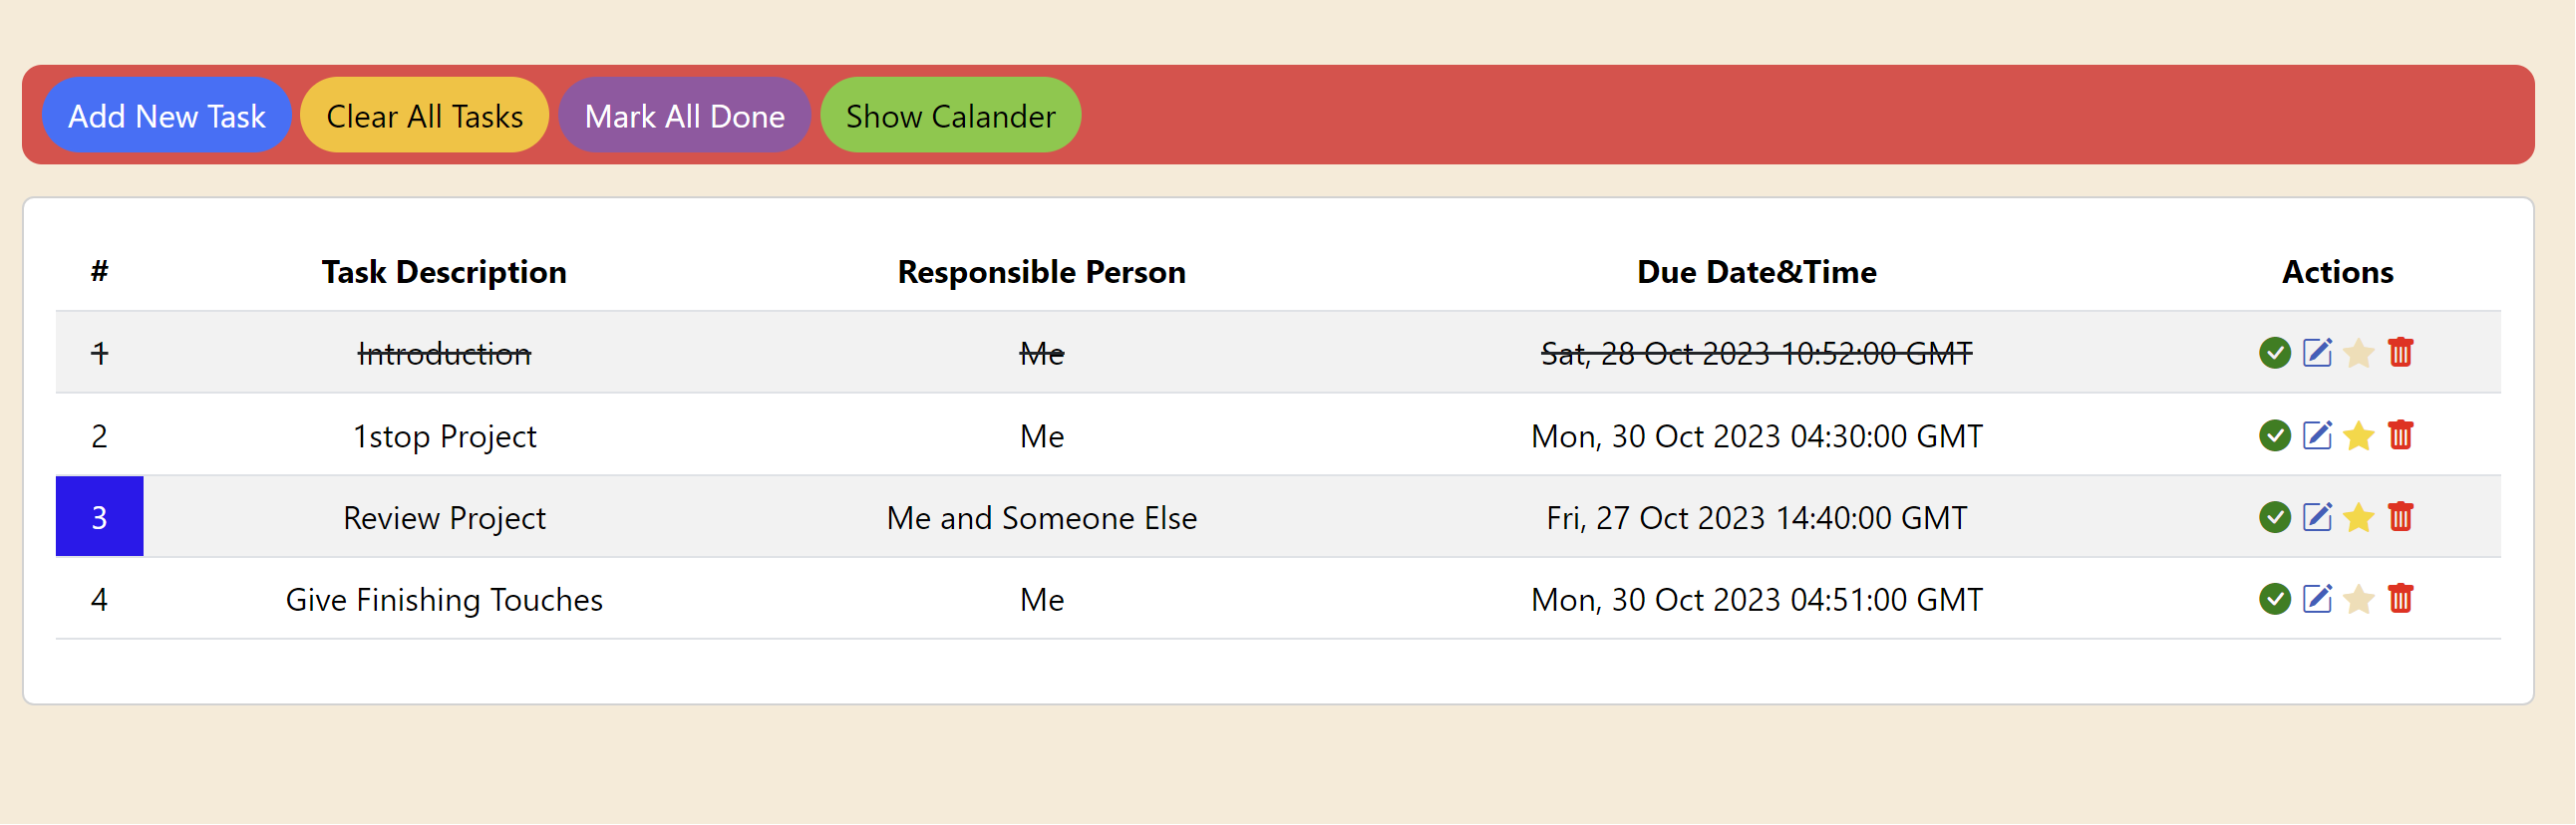 Add New Task Clear All Tasks Mark All Done Show Calander
# Task Description Responsible Person Due Date&Time Actions
1 Introduction Me Sat, 28 Oct 2023 10:52:00 GMT
2 1stop Project Me Mon, 30 Oct 2023 04:30:00 GMT
3 Review Project Me and Someone Else Fri, 27 Oct 2023 14:40:00 GMT
4 Give Finishing Touches Me Mon, 30 Oct 2023 04:51:00 GMT